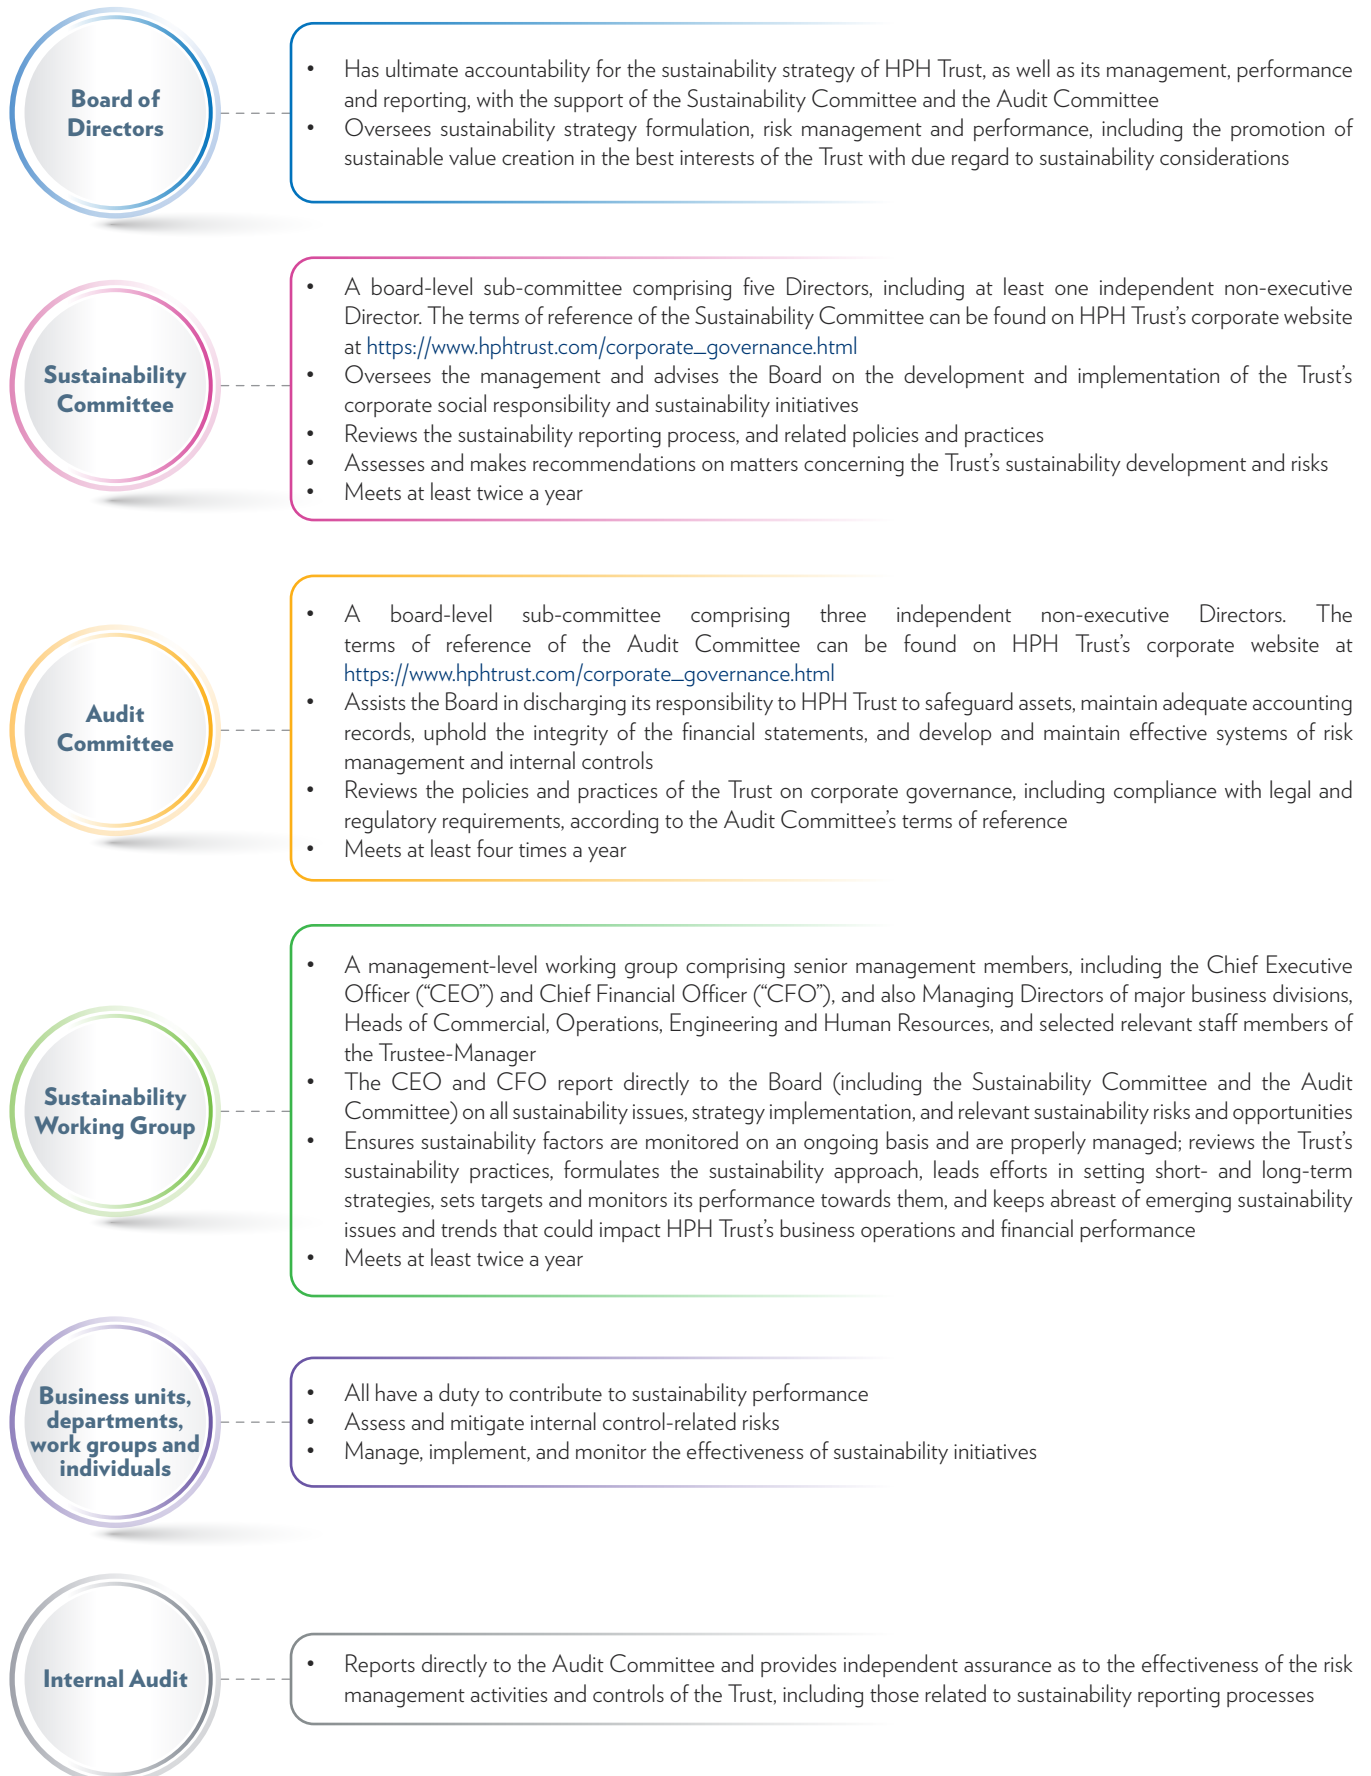 Board of
Directors
• Has ultimate accountability for the sustainability strategy of HPH Trust, as well as its management, performance
and reporting, with the support of the Sustainability Committee and the Audit Committee
• Oversees sustainability strategy formulation, risk management and performance, including the promotion of
sustainable value creation in the best interests of the Trust with due regard to sustainability considerations
Sustainability
Committee
• A board-level sub-committee comprising five Directors, including at least one independent non-executive
Director. The terms of reference of the Sustainability Committee can be found on HPH Trust’s corporate website
at https://www.hphtrust.com/corporate_governance.html
• Oversees the management and advises the Board on the development and implementation of the Trust’s
corporate social responsibility and sustainability initiatives
• Reviews the sustainability reporting process, and related policies and practices
• Assesses and makes recommendations on matters concerning the Trust’s sustainability development and risks
• Meets at least twice a year
Audit
Committee
• A board-level sub-committee comprising three independent non-executive Directors. The
terms of reference of the Audit Committee can be found on HPH Trust’s corporate website at
https://www.hphtrust.com/corporate_governance.html
• Assists the Board in discharging its responsibility to HPH Trust to safeguard assets, maintain adequate accounting
records, uphold the integrity of the financial statements, and develop and maintain effective systems of risk
management and internal controls
• Reviews the policies and practices of the Trust on corporate governance, including compliance with legal and
regulatory requirements, according to the Audit Committee’s terms of reference
• Meets at least four times a year
Sustainability
Working Group
• A management-level working group comprising senior management members, including the Chief Executive
Officer (“CEO”) and Chief Financial Officer (“CFO”), and also Managing Directors of major business divisions,
Heads of Commercial, Operations, Engineering and Human Resources, and selected relevant staff members of
the Trustee-Manager
• The CEO and CFO report directly to the Board (including the Sustainability Committee and the Audit
Committee) on all sustainability issues, strategy implementation, and relevant sustainability risks and opportunities
• Ensures sustainability factors are monitored on an ongoing basis and are properly managed; reviews the Trust’s
sustainability practices, formulates the sustainability approach, leads efforts in setting short- and long-term
strategies, sets targets and monitors its performance towards them, and keeps abreast of emerging sustainability
issues and trends that could impact HPH Trust’s business operations and financial performance
• Meets at least twice a year
Business units,
departments,
work groups and
individuals
• All have a duty to contribute to sustainability performance
• Assess and mitigate internal control-related risks
• Manage, implement, and monitor the effectiveness of sustainability initiatives
Internal Audit
• Reports directly to the Audit Committee and provides independent assurance as to the effectiveness of the risk
management activities and controls of the Trust, including those related to sustainability reporting processes